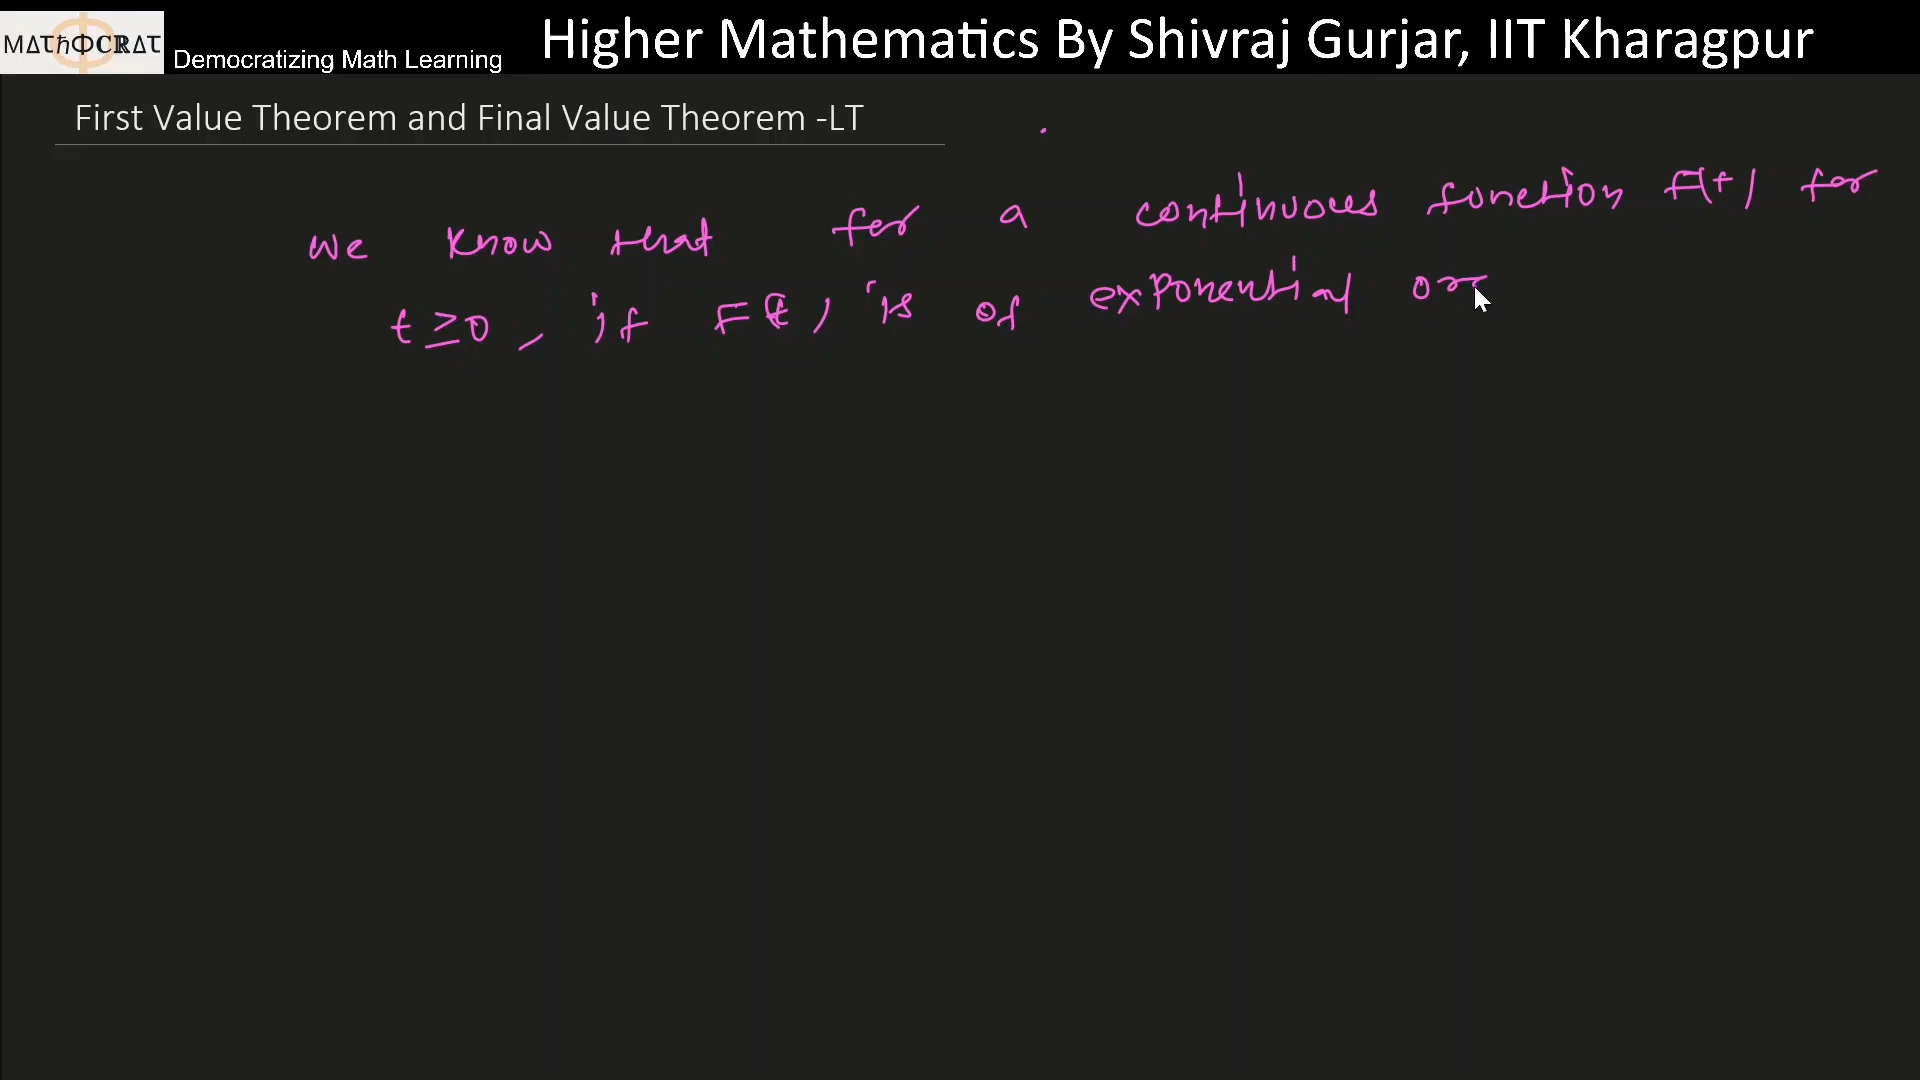 MΔτℏΦCℝΔτ Democratizing Math Learning Higher Mathematics By Shivraj Gurjar, IIT Kharagpur
First Value Theorem and Final Value Theorem -LT
we know that for a continuous function F(t) for
t ≥ 0, if F(t) is of exponential or